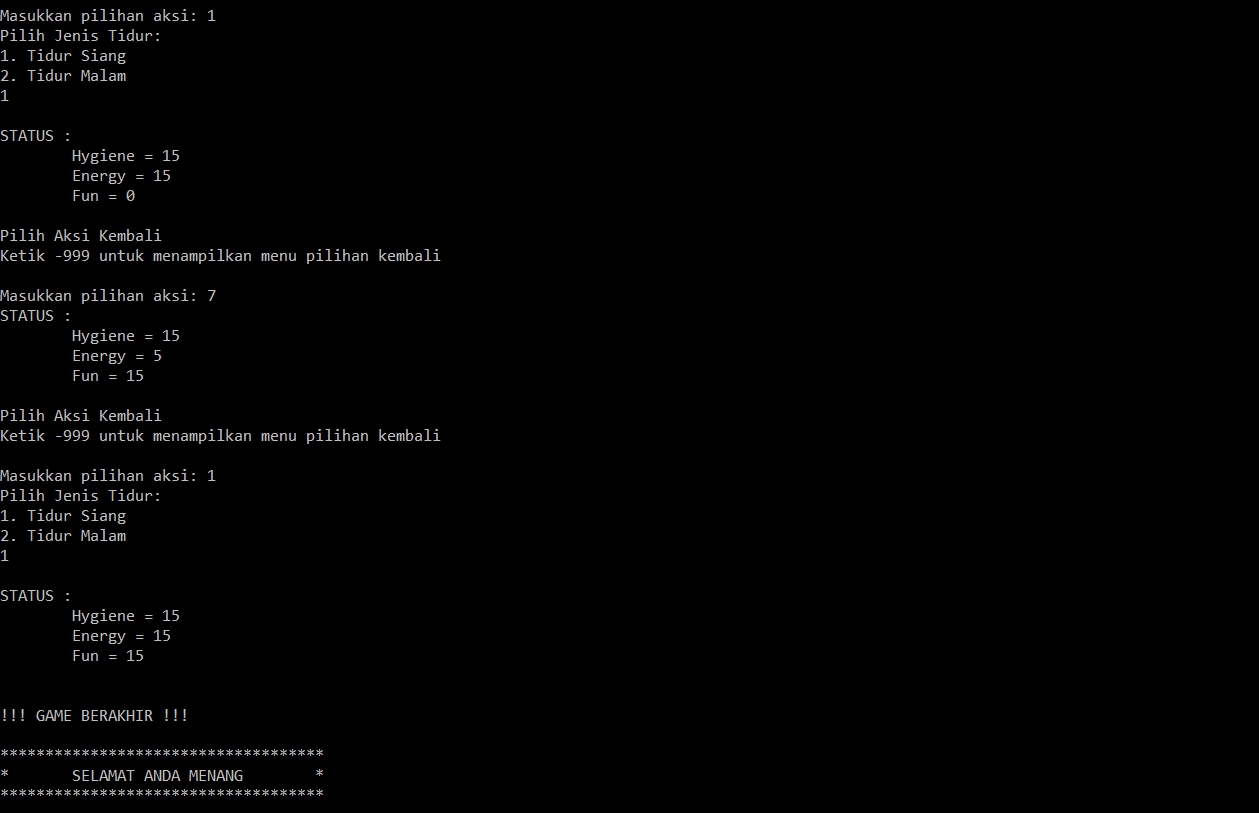 Masukkan pilihan aksi: 1
Pilih Jenis Tidur:
1. Tidur Siang
2. Tidur Malam
1
STATUS :
Hygiene = 15
Energy = 15
Fun = 0
Pilih Aksi Kembali
Ketik -999 untuk menampilkan menu pilihan kembali
Masukkan pilihan aksi: 7
STATUS :
Hygiene = 15
Energy = 5
Fun = 15
Pilih Aksi Kembali
Ketik -999 untuk menampilkan menu pilihan kembali
Masukkan pilihan aksi: 1
Pilih Jenis Tidur:
1. Tidur Siang
2. Tidur Malam
1
STATUS :
Hygiene = 15
Energy = 15
Fun = 15
!!! GAME BERAKHIR !!!
************************************
* SELAMAT ANDA MENANG *
************************************